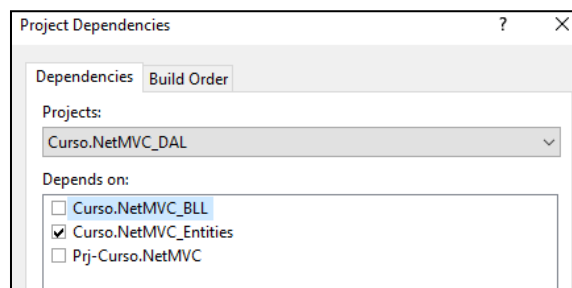 Project Dependencies ?
Dependencies Build Order
Projects:
Curso.NetMVC_DAL
Depends on:
Curso.NetMVC_BLL
Curso.NetMVC_Entities
Prj-Curso.NetMVC